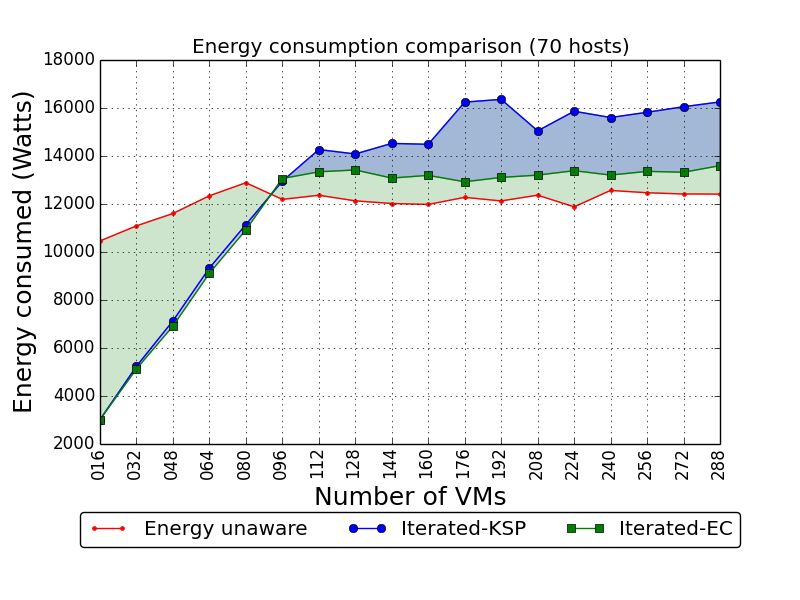 Energy consumption comparison (70 hosts)
Energy consumed (Watts)
18000
16000
14000
12000
10000
8000
6000
4000
2000
016 032 048 064 080 096 112 128 144 160 176 192 208 224 240 256 272 288
Number of VMs
Energy unaware Iterated-KSP Iterated-EC